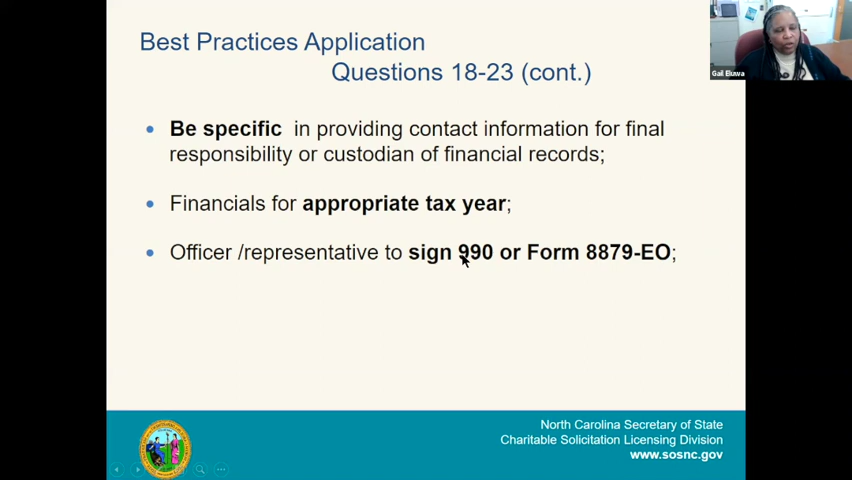 Best Practices Application
Questions 18-23 (cont.)
Gail Eluwa
• Be specific in providing contact information for final
responsibility or custodian of financial records;
• Financials for appropriate tax year;
• Officer /representative to sign 990 or Form 8879-EO;
North Carolina Secretary of State
Charitable Solicitation Licensing Division
www.sosnc.gov